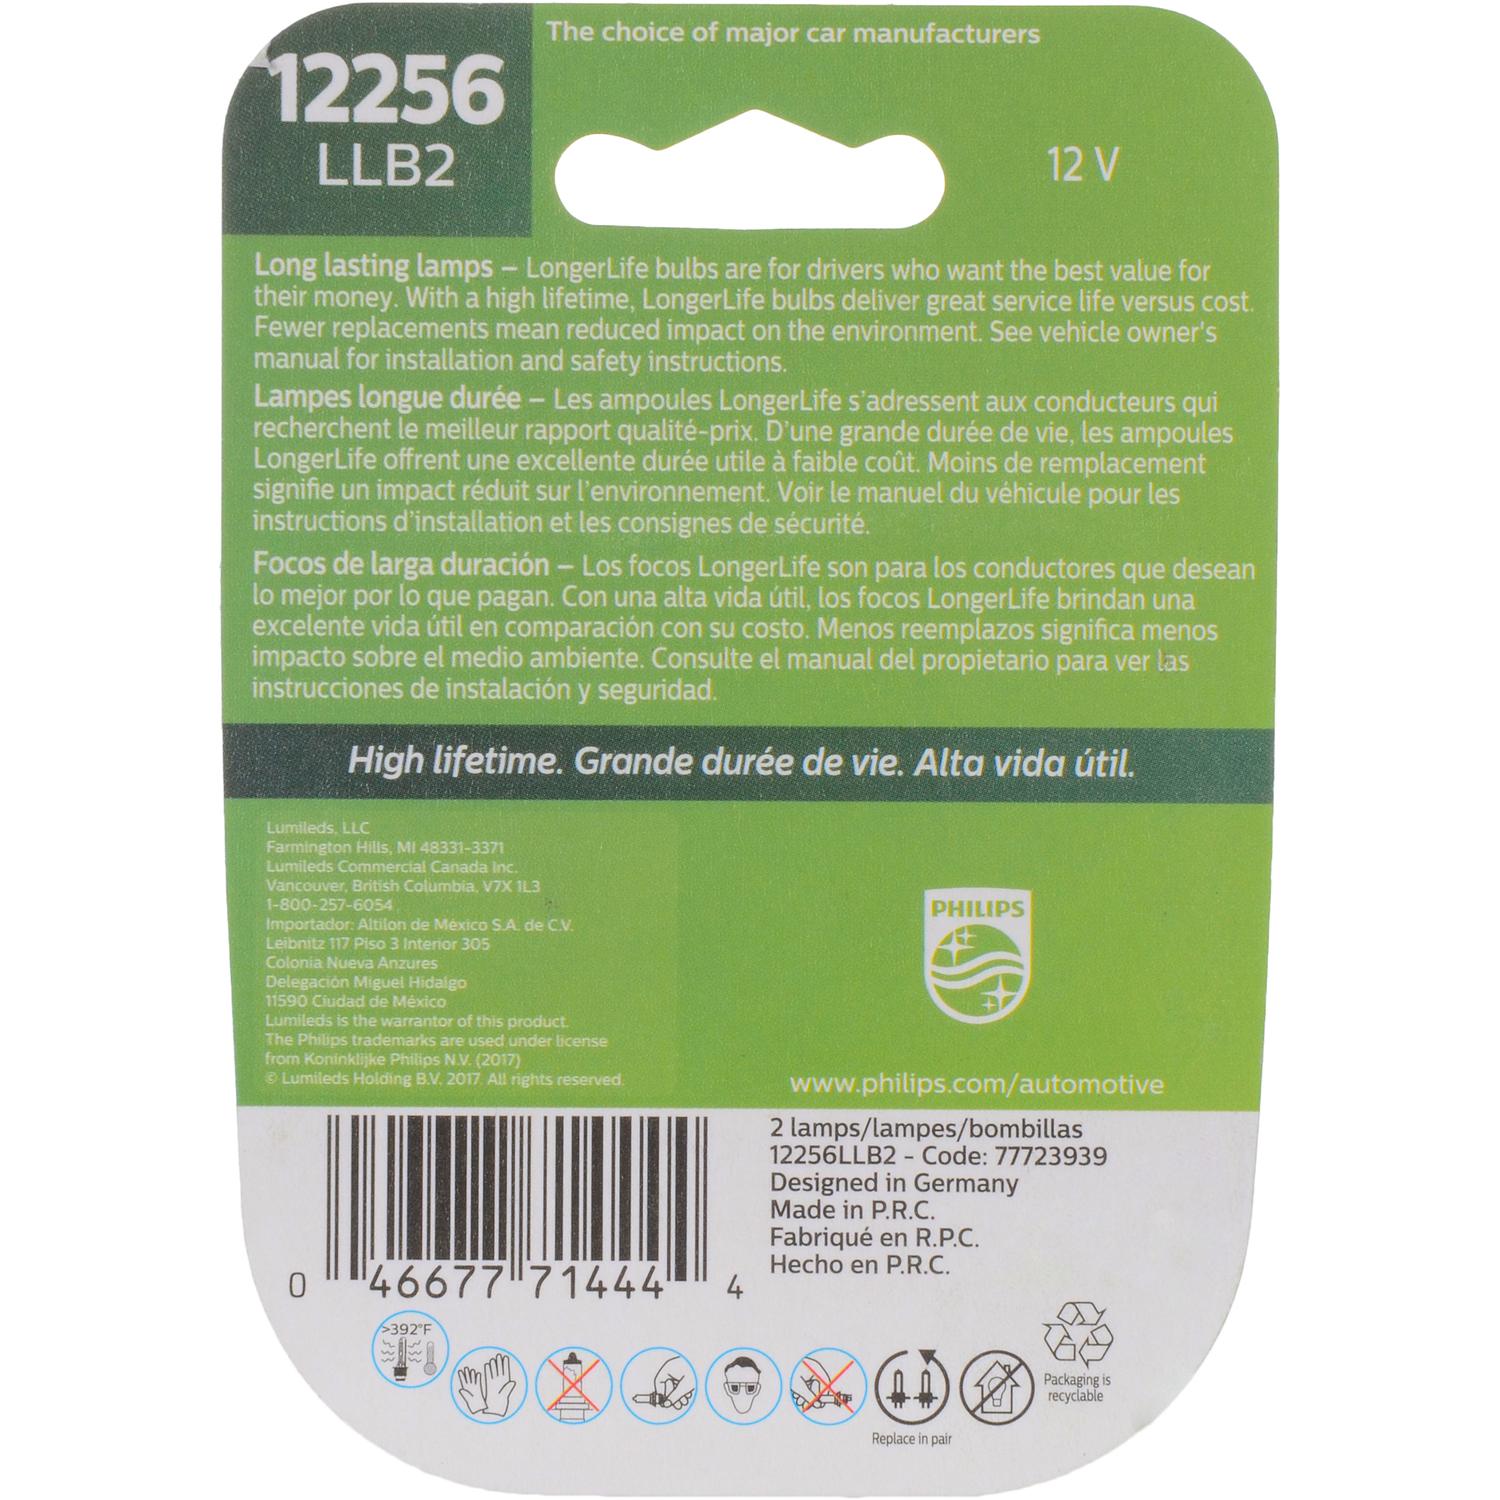 12256
LLB2
The choice of major car manufacturers
12 V
Long lasting lamps – LongerLife bulbs are for drivers who want the best value for
their money. With a high lifetime, LongerLife bulbs deliver great service life versus cost.
Fewer replacements mean reduced impact on the environment. See vehicle owner's
manual for installation and safety instructions.
Lampes longue durée – Les ampoules LongerLife s'adressent aux conducteurs qui
recherchent le meilleur rapport qualité-prix. D'une grande durée de vie, les ampoules
LongerLife offrent une excellente durée utile à faible coût. Moins de remplacement
signifie un impact réduit sur l'environnement. Voir le manuel du véhicule pour les
instructions d'installation et les consignes de sécurité.
Focos de larga duración – Los focos LongerLife son para los conductores que desean
lo mejor por lo que pagan. Con una alta vida útil, los focos LongerLife brindan una
excelente vida útil en comparación con su costo. Menos reemplazos significa menos
impacto sobre el medio ambiente. Consulte el manual del propietario para ver las
instrucciones de instalación y seguridad.
High lifetime. Grande durée de vie. Alta vida útil.
Lumileds, LLC
Farmington Hills, MI 48331-3371
Lumileds Commercial Canada Inc.
Vancouver, British Columbia, V7X 1L3
1-800-257-6054
Importador: Altilon de México S.A. de C.V.
Leibnitz 117 Piso 3 Interior 305
Colonia Nueva Anzures
Delegación Miguel Hidalgo
11590 Ciudad de México
Lumileds is the warrantor of this product.
The Philips trademarks are used under license
from Koninklijke Philips N.V. (2017)
© Lumileds Holding B.V. 2017. All rights reserved.
PHILIPS
www.philips.com/automotive
2 lamps/lampes/bombillas
12256LLB2 - Code: 77723939
Designed in Germany
Made in P.R.C.
Fabriqué en R.P.C.
Hecho en P.R.C.
0 46677 71444 4
>392°F
Replace in pair
Packaging is
recyclable